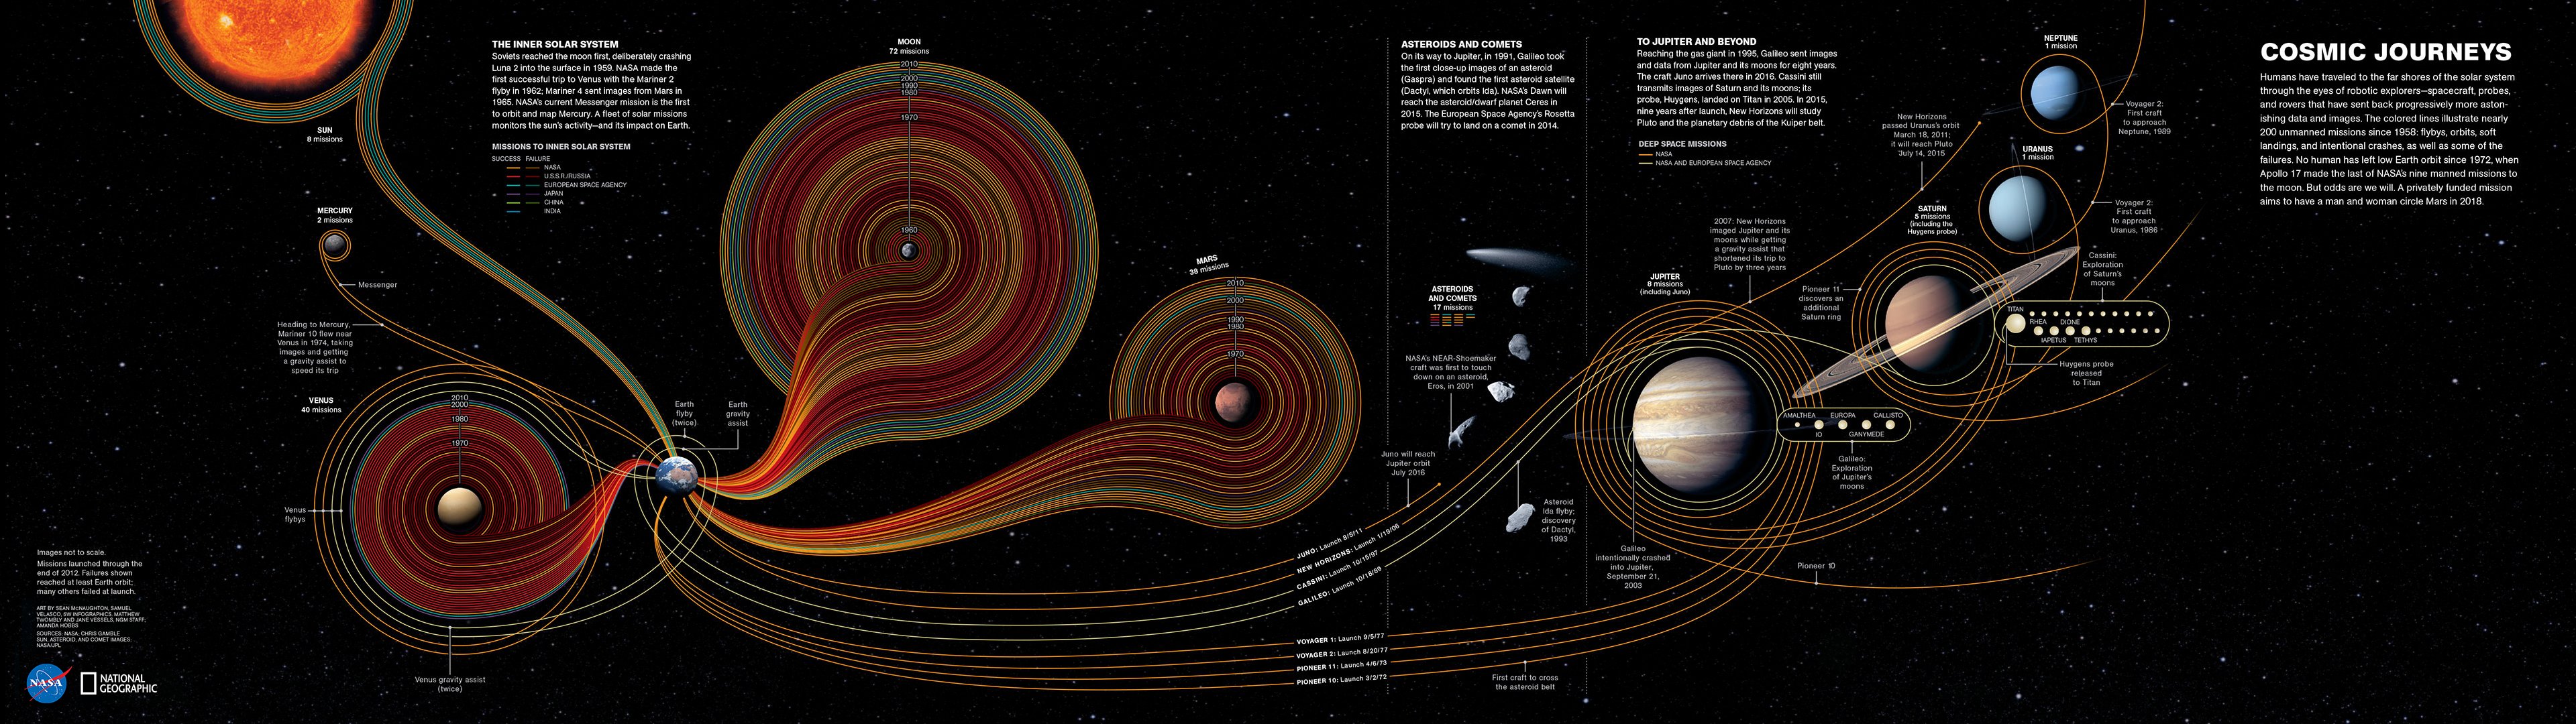 THE INNER SOLAR SYSTEM
Soviets reached the moon first, deliberately crashing
Luna 2 into the surface in 1959. NASA made the
first successful trip to Venus with the Mariner 2
flyby in 1962; Mariner 4 sent images from Mars in
1965. NASA's current Messenger mission is the first
to orbit and map Mercury. A fleet of solar missions
monitors the sun's activity—and its impact on Earth.
MISSIONS TO INNER SOLAR SYSTEM
SUCCESS FAILURE
NASA
U.S.S.R./RUSSIA
EUROPEAN SPACE AGENCY
JAPAN
CHINA
INDIA
SUN
8 missions
MERCURY
2 missions
Messenger
Heading to Mercury,
Mariner 10 flew near
Venus in 1974, taking
images and getting
a gravity assist to
speed its trip
VENUS
40 missions
2010
2000
1980
1970
Venus
flybys
Venus gravity assist
(twice)
Earth
flyby
(twice)
Earth
gravity
assist
MOON
72 missions
2010
2000
1990
1980
1970
1960
MARS
38 missions
2010
2000
1990
1980
1970
Images not to scale.
Missions launched through the
end of 2012. Failures shown
reached at least Earth orbit;
many others failed at launch.
ART BY SEAN McNAUGHTON, SAMUEL
VELASCO, 5W INFOGRAPHICS, MATTHEW
TWOMBLY AND JANE VESSELS, NGM STAFF;
AMANDA HOBBS
SOURCES: NASA; CHRIS GAMBLE
SUN, ASTEROID, AND COMET IMAGES:
NASA/JPL
NASA
NATIONAL
GEOGRAPHIC
ASTEROIDS AND COMETS
On its way to Jupiter, in 1991, Galileo took
the first close-up images of an asteroid
(Gaspra) and found the first asteroid satellite
(Dactyl, which orbits Ida). NASA's Dawn will
reach the asteroid/dwarf planet Ceres in
2015. The European Space Agency's Rosetta
probe will try to land on a comet in 2014.
ASTEROIDS
AND COMETS
17 missions
NASA's NEAR-Shoemaker
craft was first to touch
down on an asteroid,
Eros, in 2001
Juno will reach
Jupiter orbit
July 2016
Asteroid
Ida flyby;
discovery
of Dactyl,
1993
JUNO: Launch 8/5/11
NEW HORIZONS: Launch 1/19/06
CASSINI: Launch 10/15/97
GALILEO: Launch 10/18/89
VOYAGER 1: Launch 9/5/77
VOYAGER 2: Launch 8/20/77
PIONEER 11: Launch 4/6/73
PIONEER 10: Launch 3/2/72
First craft to cross
the asteroid belt
TO JUPITER AND BEYOND
Reaching the gas giant in 1995, Galileo sent images
and data from Jupiter and its moons for eight years.
The craft Juno arrives there in 2016. Cassini still
transmits images of Saturn and its moons; its
probe, Huygens, landed on Titan in 2005. In 2015,
nine years after launch, New Horizons will study
Pluto and the planetary debris of the Kuiper belt.
DEEP SPACE MISSIONS
NASA
NASA AND EUROPEAN SPACE AGENCY
JUPITER
8 missions
(including Juno)
2007: New Horizons
imaged Jupiter and its
moons while getting
a gravity assist that
shortened its trip to
Pluto by three years
Pioneer 11
discovers an
additional
Saturn ring
New Horizons
passed Uranus's orbit
March 18, 2011;
it will reach Pluto
July 14, 2015
SATURN
5 missions
(including the
Huygens probe)
URANUS
1 mission
NEPTUNE
1 mission
Voyager 2:
First craft
to approach
Neptune, 1989
Voyager 2:
First craft
to approach
Uranus, 1986
Cassini:
Exploration
of Saturn's
moons
TITAN
RHEA
DIONE
IAPETUS
TETHYS
Huygens probe
released
to Titan
AMALTHEA
EUROPA
CALLISTO
IO
GANYMEDE
Galileo:
Exploration
of Jupiter's
moons
Galileo
intentionally crashed
into Jupiter,
September 21,
2003
Pioneer 10
COSMIC JOURNEYS
Humans have traveled to the far shores of the solar system
through the eyes of robotic explorers—spacecraft, probes,
and rovers that have sent back progressively more aston-
ishing data and images. The colored lines illustrate nearly
200 unmanned missions since 1958: flybys, orbits, soft
landings, and intentional crashes, as well as some of the
failures. No human has left low Earth orbit since 1972, when
Apollo 17 made the last of NASA's nine manned missions to
the moon. But odds are we will. A privately funded mission
aims to have a man and woman circle Mars in 2018.